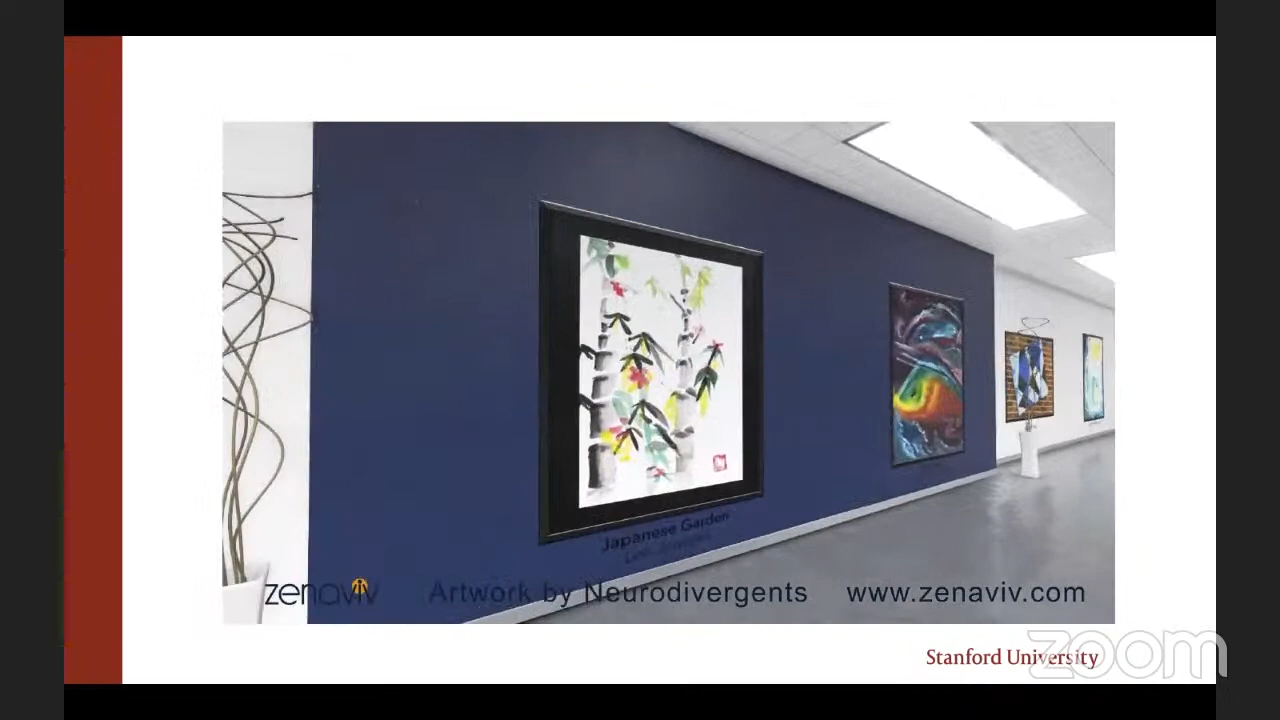 Japanese Garden
zenaviv Artwork by Neurodivergents www.zenaviv.com
Stanford University
zoom